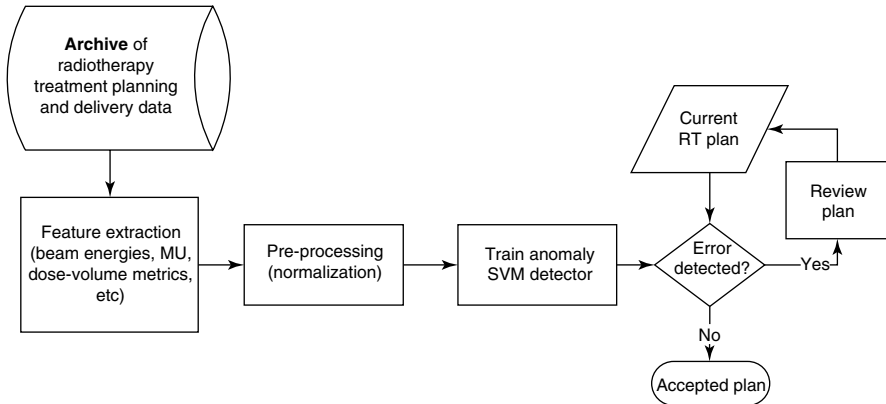 Archive of
radiotherapy
treatment planning
and delivery data
Feature extraction
(beam energies, MU,
dose-volume metrics,
etc)
Pre-processing
(normalization)
Train anomaly
SVM detector
Current
RT plan
Error
detected?
Yes
Review
plan
No
Accepted plan